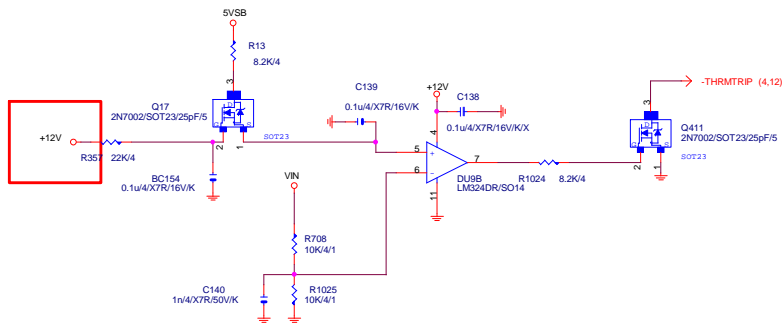 5VSB
R13
8.2K/4
3
Q17
2N7002/SOT23/25pF/5
D
G
S
2
1
SOT23
+12V
R357
22K/4
BC154
0.1u/4/X7R/16V/K
C139
0.1u/4/X7R/16V/K
+12V
C138
0.1u/4/X7R/16V/K/X
4
5
+
6
-
7
11
DU9B
LM324DR/SO14
R1024
8.2K/4
-THRMTRIP (4,12)
3
Q411
2N7002/SOT23/25pF/5
D
G
S
SOT23
2
1
VIN
R708
10K/4/1
C140
1n/4/X7R/50V/K
R1025
10K/4/1